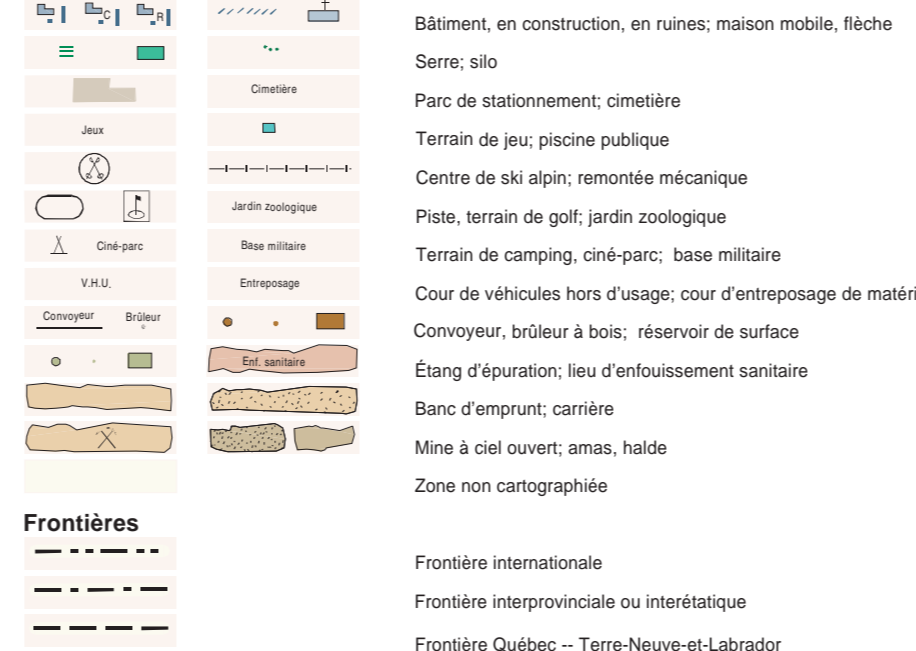 C R Bâtiment, en construction, en ruines; maison mobile, flèche
Serre; silo
Cimetière Parc de stationnement; cimetière
Jeux Terrain de jeu; piscine publique
Centre de ski alpin; remontée mécanique
Jardin zoologique Piste, terrain de golf; jardin zoologique
Ciné-parc Base militaire Terrain de camping, ciné-parc; base militaire
V.H.U. Entreposage Cour de véhicules hors d'usage; cour d'entreposage de matéri
Convoyeur Brûleur Convoyeur, brûleur à bois; réservoir de surface
Enf. sanitaire Étang d'épuration; lieu d'enfouissement sanitaire
Banc d'emprunt; carrière
Mine à ciel ouvert; amas, halde
Zone non cartographiée
Frontières
Frontière internationale
Frontière interprovinciale ou interétatique
Frontière Québec -- Terre-Neuve-et-Labrador